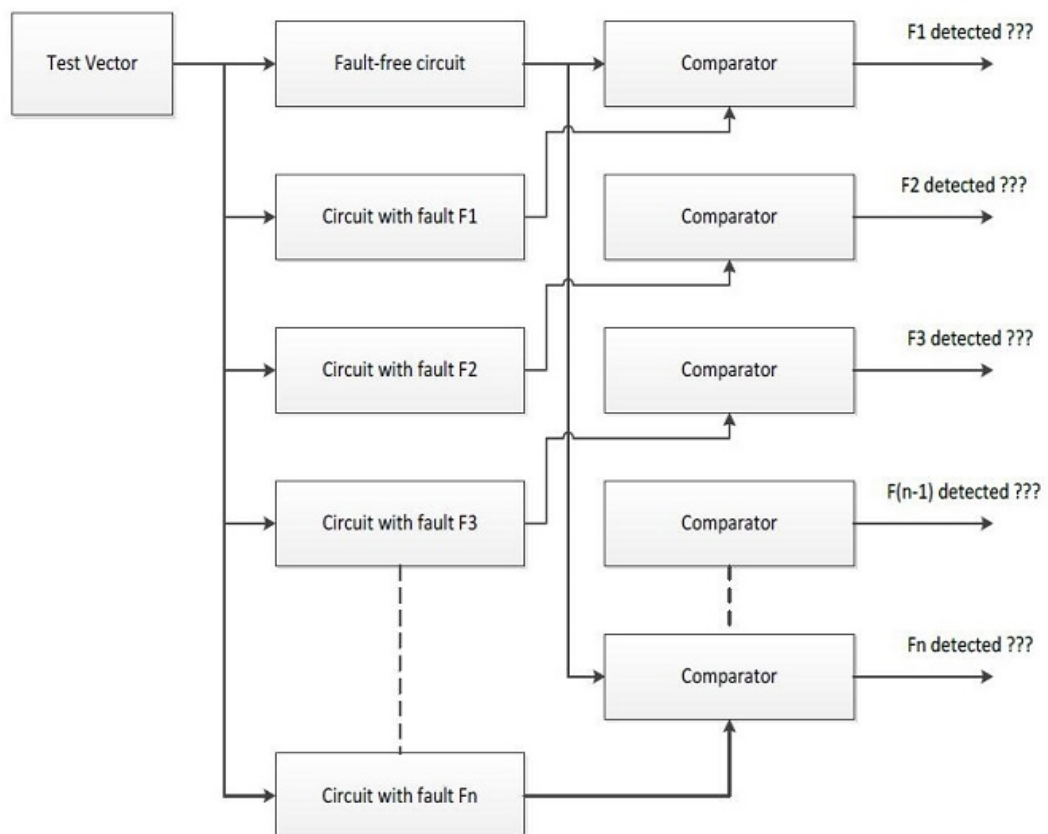 Test Vector
Fault-free circuit
Comparator
F1 detected ???
Circuit with fault F1
Comparator
F2 detected ???
Circuit with fault F2
Comparator
F3 detected ???
Circuit with fault F3
Comparator
F(n-1) detected ???
Comparator
Fn detected ???
Circuit with fault Fn